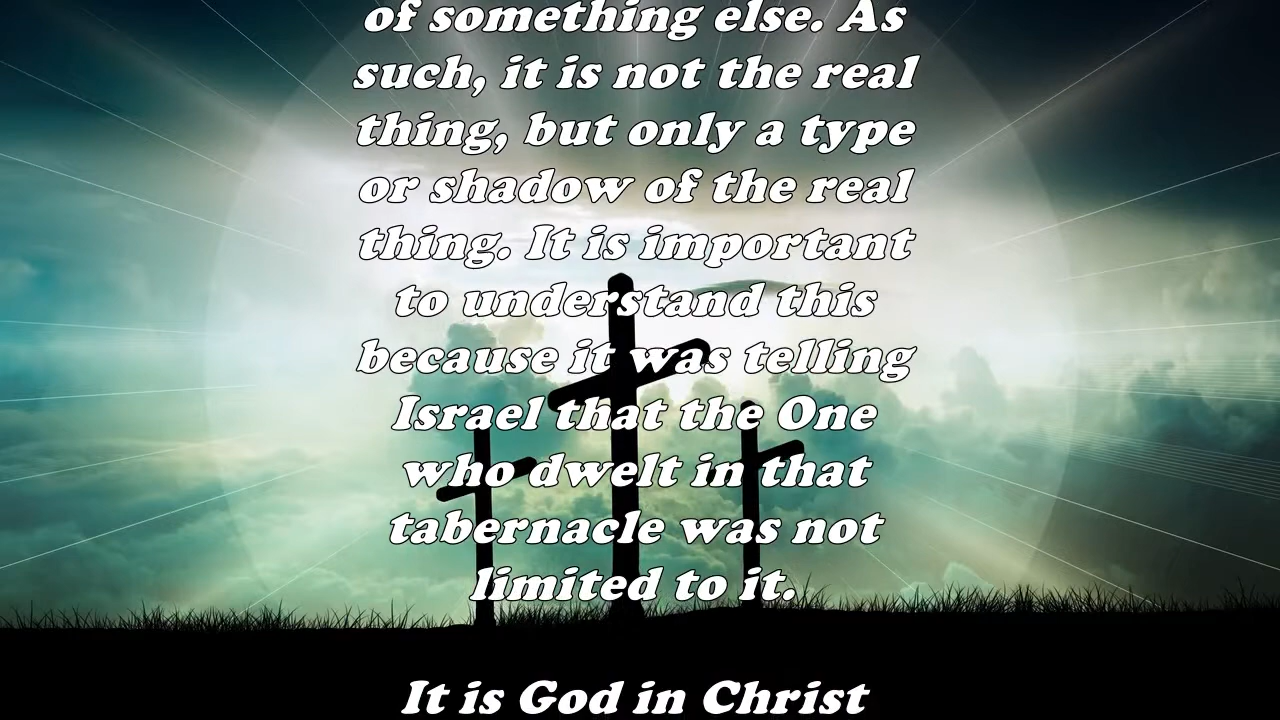 of something else. As
such, it is not the real
thing, but only a type
or shadow of the real
thing. It is important
to understand this
because it was telling
Israel that the One
who dwelt in that
tabernacle was not
limited to it.
It is God in Christ